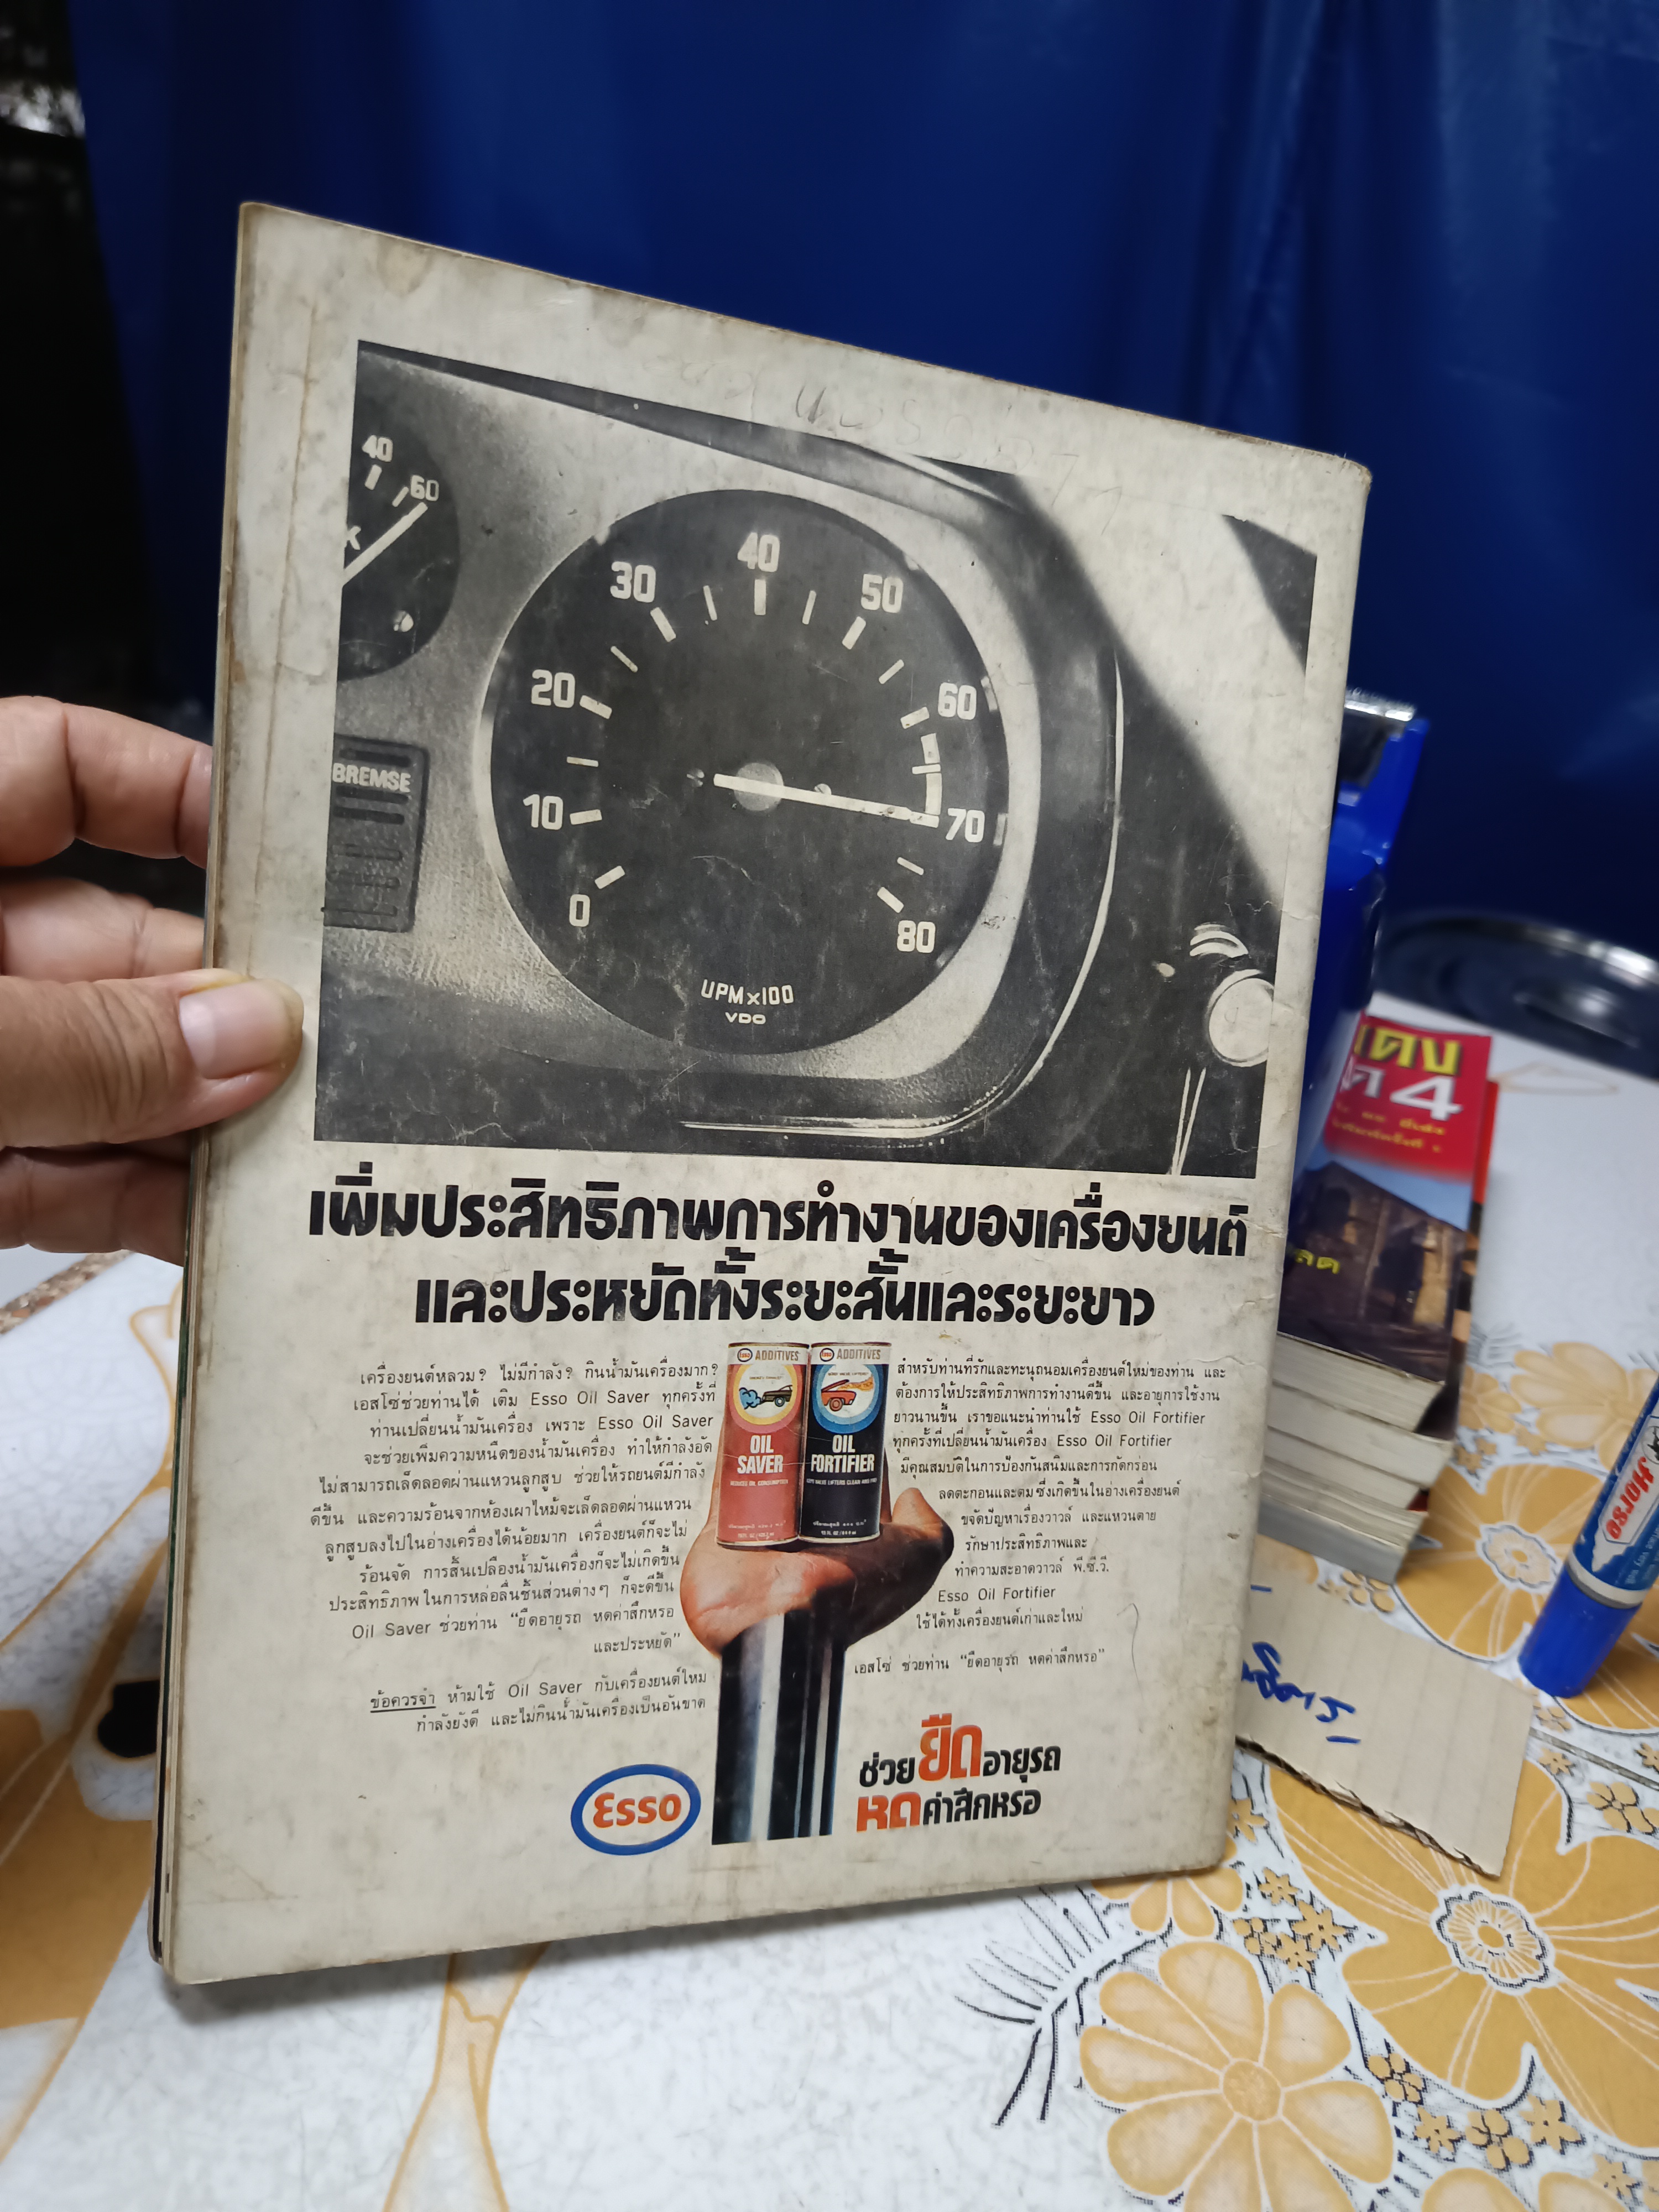 40
60
BREMSE
0
10
20
30
40
50
60
70
80
UPM x 100
VDO
เพิ่มประสิทธิภาพการทำงานของเครื่องยนต์
และประหยัดทั้งระยะสั้นและระยะยาว
เครื่องยนต์หลวม? ไม่มีกำลัง? กินน้ำมันเครื่องมาก?
เอสโซ่ช่วยท่านได้ เติม Esso Oil Saver ทุกครั้งที่
ท่านเปลี่ยนน้ำมันเครื่อง เพราะ Esso Oil Saver
จะช่วยเพิ่มความหนืดของน้ำมันเครื่อง ทำให้กำลังอัด
ไม่สามารถเล็ดลอดผ่านแหวนลูกสูบ ช่วยให้รถยนต์มีกำลัง
ดีขึ้น และความร้อนจากห้องเผาไหม้จะเล็ดลอดผ่านแหวน
ลูกสูบลงไปในอ่างเครื่องได้น้อยมาก เครื่องยนต์ก็จะไม่
ร้อนจัด การสิ้นเปลืองน้ำมันเครื่องก็จะไม่เกิดขึ้น
ประสิทธิภาพในการหล่อลื่นชิ้นส่วนต่างๆ ก็จะดีขึ้น
Oil Saver ช่วยท่าน "ยืดอายุรถ หดค่าสึกหรอ
และประหยัด"
ข้อควรจำ ห้ามใช้ Oil Saver กับเครื่องยนต์ใหม่
กำลังยังดี และไม่กินน้ำมันเครื่องเป็นอันขาด
Esso ADDITIVES
OIL
SAVER
REDUCES OIL CONSUMPTION
Esso ADDITIVES
OIL
FORTIFIER
สำหรับท่านที่รักและทะนุถนอมเครื่องยนต์ใหม่ของท่าน และ
ต้องการให้ประสิทธิภาพการทำงานดีขึ้น และอายุการใช้งาน
ยาวนานขึ้น เราขอแนะนำท่านใช้ Esso Oil Fortifier
ทุกครั้งที่เปลี่ยนน้ำมันเครื่อง Esso Oil Fortifier
มีคุณสมบัติในการป้องกันสนิมและการกัดกร่อน
ลดตะกอนและตม ซึ่งเกิดขึ้นในอ่างเครื่องยนต์
ขจัดปัญหาเรื่องวาวล์ และแหวนตาย
รักษาประสิทธิภาพและ
ทำความสะอาดวาวล์ พี.ซี.วี.
Esso Oil Fortifier
ใช้ได้ทั้งเครื่องยนต์เก่าและใหม่
เอสโซ่ ช่วยท่าน "ยืดอายุรถ หดค่าสึกหรอ"
Esso
ช่วยยืดอายุรถ
หดค่าสึกหรอ
4
Horse